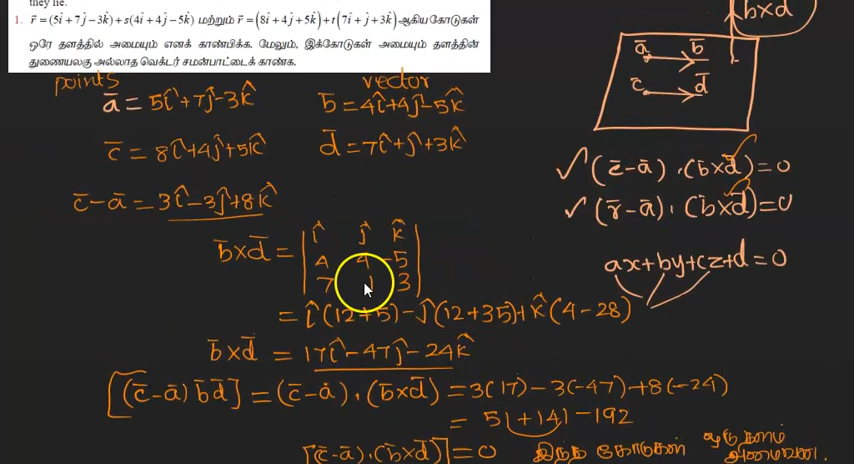 they lie.
1. r̄ = (5î + 7ĵ − 3k̂) + s(4î + 4ĵ − 5k̂) மற்றும் r̄ = (8î + 4ĵ + 5k̂) + t(7î + ĵ + 3k̂) ஆகிய கோடுகள்
ஒரே தளத்தில் அமையும் எனக் காண்பிக்க. மேலும், இக்கோடுகள் அமையும் தளத்தின்
துணையலகு அல்லாத வெக்டர் சமன்பாட்டைக் காண்க.
b̄×d
ā b̄
c̄ d̄
points vector
ā = 5î+7ĵ−3k̂ b̄ = 4î+4ĵ−5k̂
c̄ = 8î+4ĵ+5k̂ d̄ = 7î+ĵ+3k̂
✓(c̄−ā).(b̄×d̄)=0
c̄−ā = 3î−3ĵ+8k̂
✓(r̄−ā).(b̄×d̄)=0
b̄×d̄ = | î ĵ k̂ |
| 4 4 −5 |
| 7 1 3 |
ax+by+cz+d=0
= î(12+5)−ĵ(12+35)+k̂(4−28)
b̄×d̄ = 17î−47ĵ−24k̂
[(c̄−ā) b̄ d̄] = (c̄−ā).(b̄×d̄) = 3(17)−3(−47)+8(−24)
= 51+141−192
[(c̄−ā).(b̄×d̄)] = 0 இந்த கோடுகள்